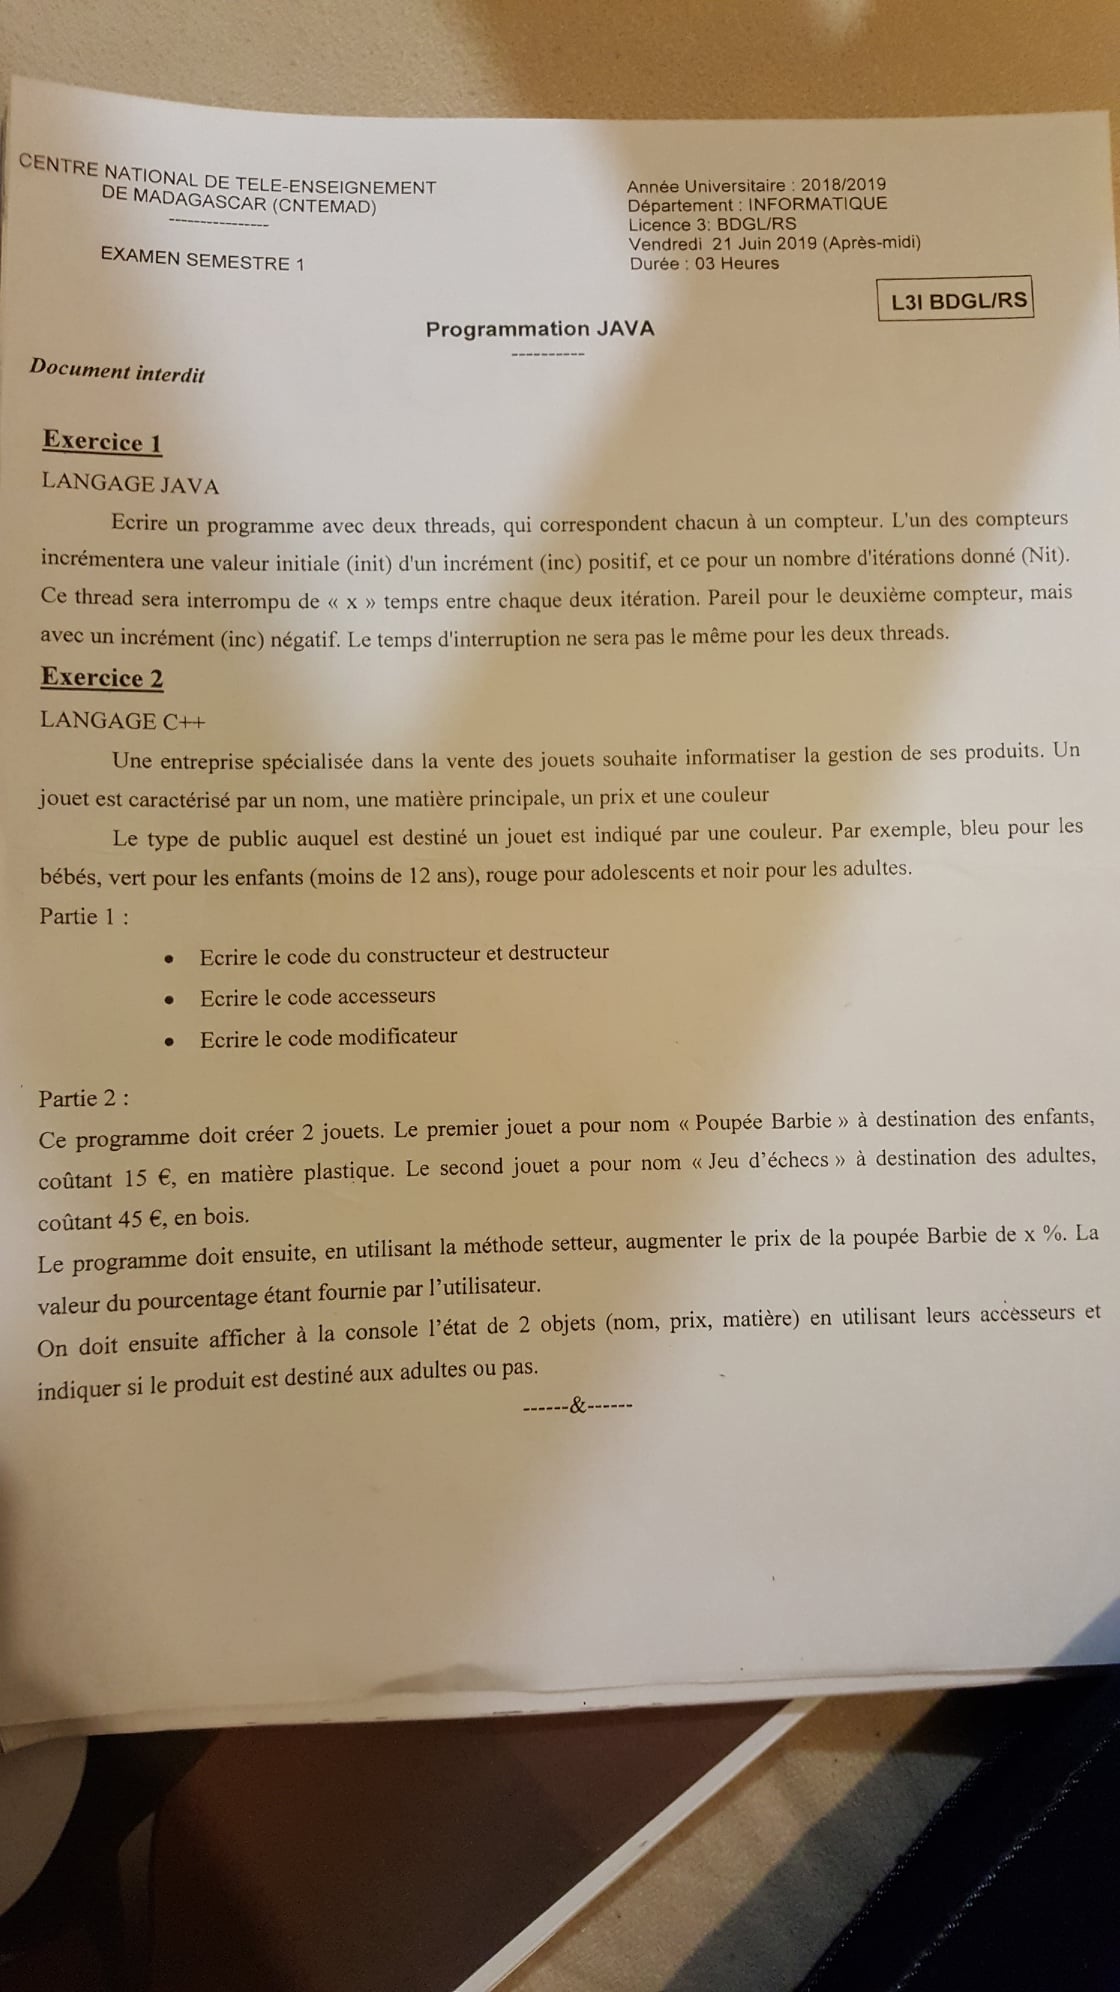 CENTRE NATIONAL DE TELE-ENSEIGNEMENT
DE MADAGASCAR (CNTEMAD)
----------------
EXAMEN SEMESTRE 1
Année Universitaire : 2018/2019
Département : INFORMATIQUE
Licence 3: BDGL/RS
Vendredi 21 Juin 2019 (Après-midi)
Durée : 03 Heures
L3I BDGL/RS
Programmation JAVA
----------
Document interdit
Exercice 1
LANGAGE JAVA
Ecrire un programme avec deux threads, qui correspondent chacun à un compteur. L'un des compteurs
incrémentera une valeur initiale (init) d'un incrément (inc) positif, et ce pour un nombre d'itérations donné (Nit).
Ce thread sera interrompu de « x » temps entre chaque deux itération. Pareil pour le deuxième compteur, mais
avec un incrément (inc) négatif. Le temps d'interruption ne sera pas le même pour les deux threads.
Exercice 2
LANGAGE C++
Une entreprise spécialisée dans la vente des jouets souhaite informatiser la gestion de ses produits. Un
jouet est caractérisé par un nom, une matière principale, un prix et une couleur
Le type de public auquel est destiné un jouet est indiqué par une couleur. Par exemple, bleu pour les
bébés, vert pour les enfants (moins de 12 ans), rouge pour adolescents et noir pour les adultes.
Partie 1 :
• Ecrire le code du constructeur et destructeur
• Ecrire le code accesseurs
• Ecrire le code modificateur
Partie 2 :
Ce programme doit créer 2 jouets. Le premier jouet a pour nom « Poupée Barbie » à destination des enfants,
coûtant 15 €, en matière plastique. Le second jouet a pour nom « Jeu d’échecs » à destination des adultes,
coûtant 45 €, en bois.
Le programme doit ensuite, en utilisant la méthode setteur, augmenter le prix de la poupée Barbie de x %. La
valeur du pourcentage étant fournie par l’utilisateur.
On doit ensuite afficher à la console l’état de 2 objets (nom, prix, matière) en utilisant leurs accesseurs et
indiquer si le produit est destiné aux adultes ou pas.
------&------